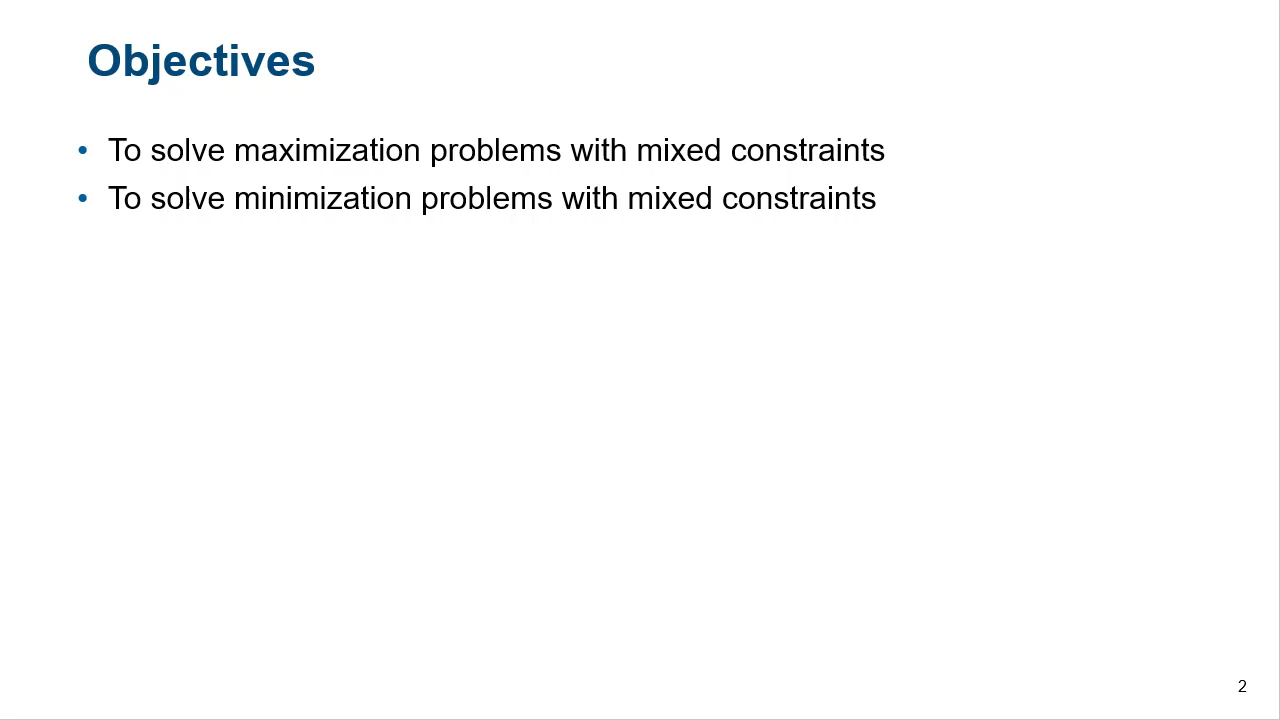 Objectives
• To solve maximization problems with mixed constraints
• To solve minimization problems with mixed constraints
2